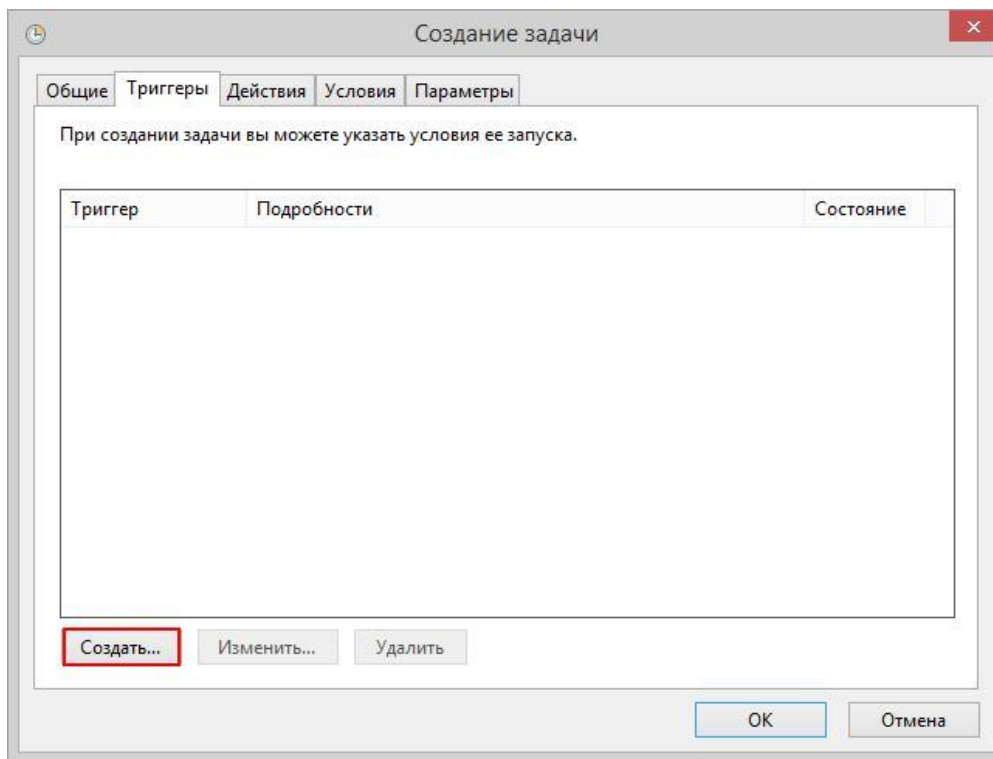 Создание задачи
Общие Триггеры Действия Условия Параметры
При создании задачи вы можете указать условия ее запуска.
Триггер Подробности Состояние
Создать... Изменить... Удалить
ОК Отмена